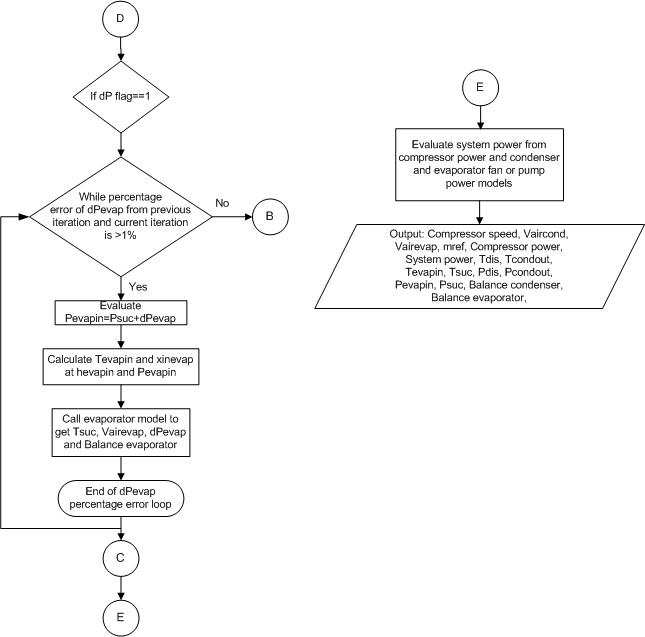 D
If dP flag==1
While percentage
error of dPevap from previous
iteration and current iteration
is >1%
No
B
Yes
Evaluate
Pevapin=Psuc+dPevap
Calculate Tevapin and xinevap
at hevapin and Pevapin
Call evaporator model to
get Tsuc, Vairevap, dPevap
and Balance evaporator
End of dPevap
percentage error loop
C
E
E
Evaluate system power from
compressor power and condenser
and evaporator fan or pump
power models
Output: Compressor speed, Vaircond,
Vairevap, mref, Compressor power,
System power, Tdis, Tcondout,
Tevapin, Tsuc, Pdis, Pcondout,
Pevapin, Psuc, Balance condenser,
Balance evaporator,